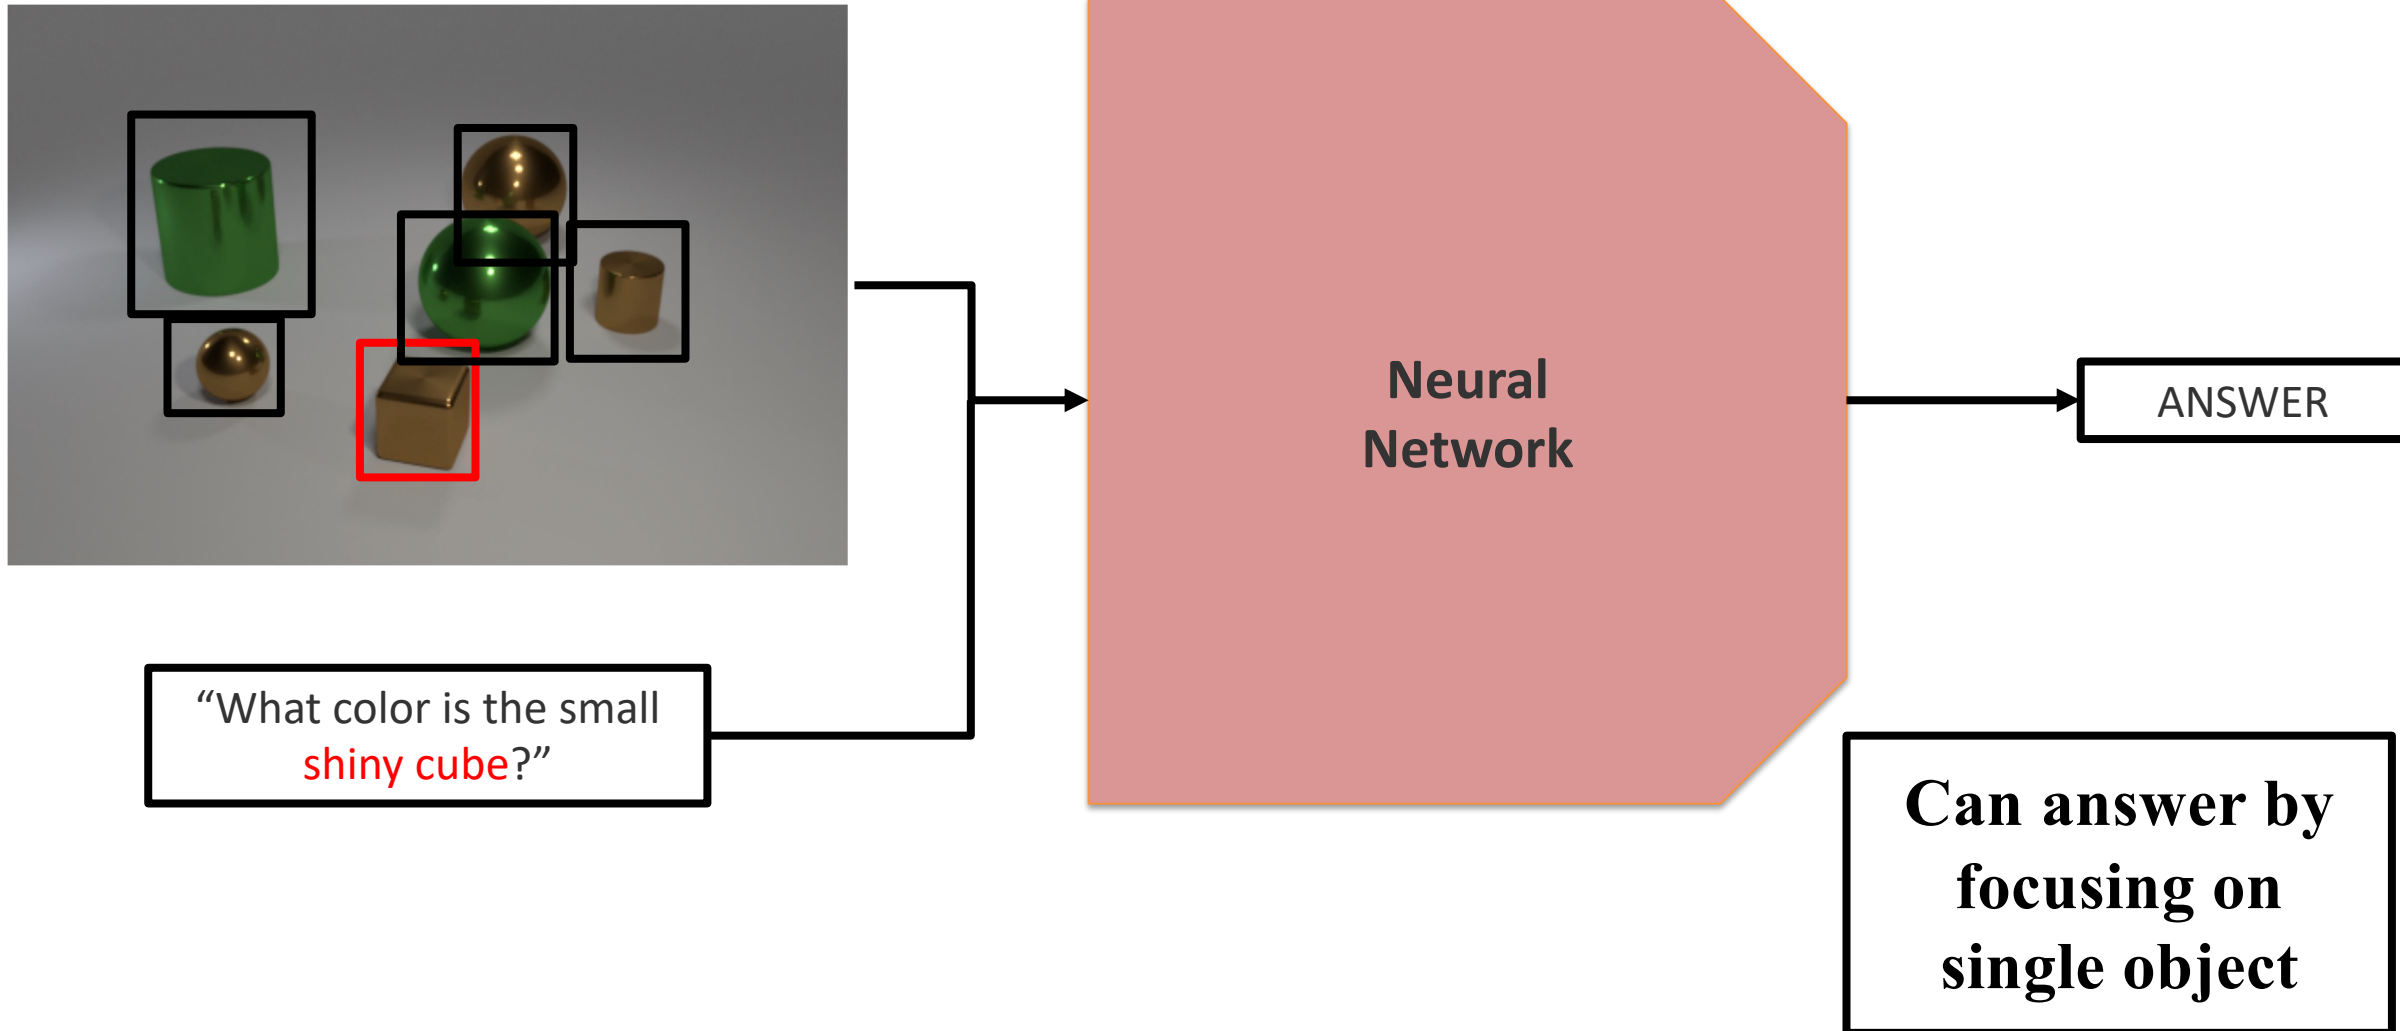 Neural
Network
ANSWER
“What color is the small
shiny cube?”
Can answer by
focusing on
single object